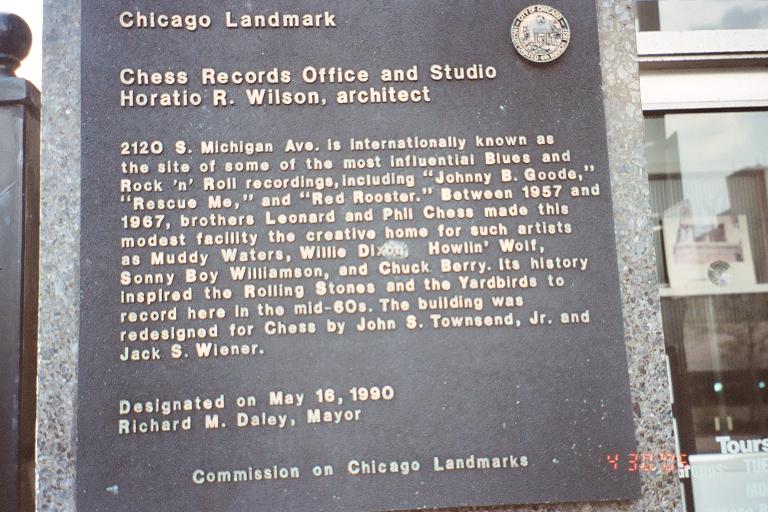 Chicago Landmark
CITY OF CHICAGO
Chess Records Office and Studio
Horatio R. Wilson, architect
2120 S. Michigan Ave. is internationally known as
the site of some of the most influential Blues and
Rock 'n' Roll recordings, including "Johnny B. Goode,"
"Rescue Me," and "Red Rooster." Between 1957 and
1967, brothers Leonard and Phil Chess made this
modest facility the creative home for such artists
as Muddy Waters, Willie Dixon, Howlin' Wolf,
Sonny Boy Williamson, and Chuck Berry. Its history
inspired the Rolling Stones and the Yardbirds to
record here in the mid-60s. The building was
redesigned for Chess by John S. Townsend, Jr. and
Jack S. Wiener.
Designated on May 16, 1990
Richard M. Daley, Mayor
Commission on Chicago Landmarks
Tours